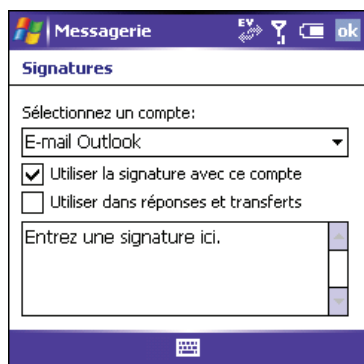 Messagerie EV ok
Signatures
Sélectionnez un compte:
E-mail Outlook
Utiliser la signature avec ce compte
Utiliser dans réponses et transferts
Entrez une signature ici.